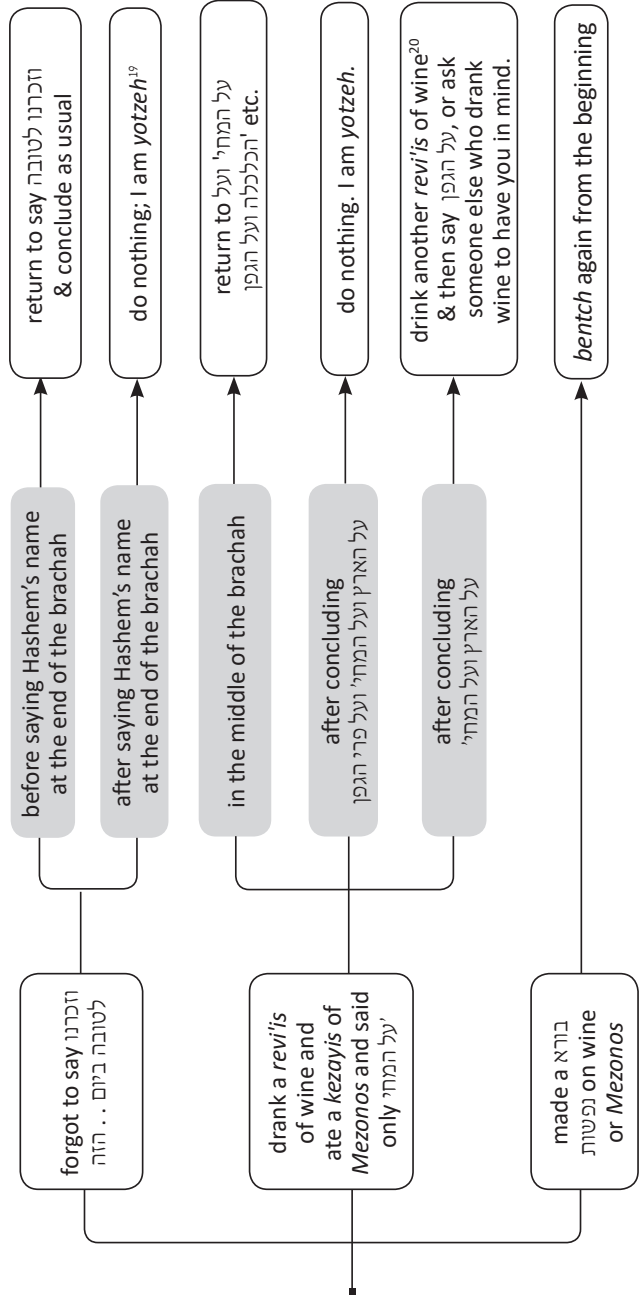 forgot to say וזכרנו
לטובה ביום . . הזה
before saying Hashem's name
at the end of the brachah
return to say וזכרנו לטובה
& conclude as usual
after saying Hashem's name
at the end of the brachah
do nothing; I am yotzeh19
drank a revi'is
of wine and
ate a kezayis of
Mezonos and said
only על המחי'
in the middle of the brachah
return to על המחי' ועל
הכלכלה ועל הגפן' etc.
after concluding
על הארץ ועל המחי' ועל פרי הגפן
do nothing. I am yotzeh.
after concluding
על הארץ ועל המחי'
drink another revi'is of wine20
& then say על הגפן, or ask
someone else who drank
wine to have you in mind.
made a בורא
נפשות on wine
or Mezonos
bentch again from the beginning